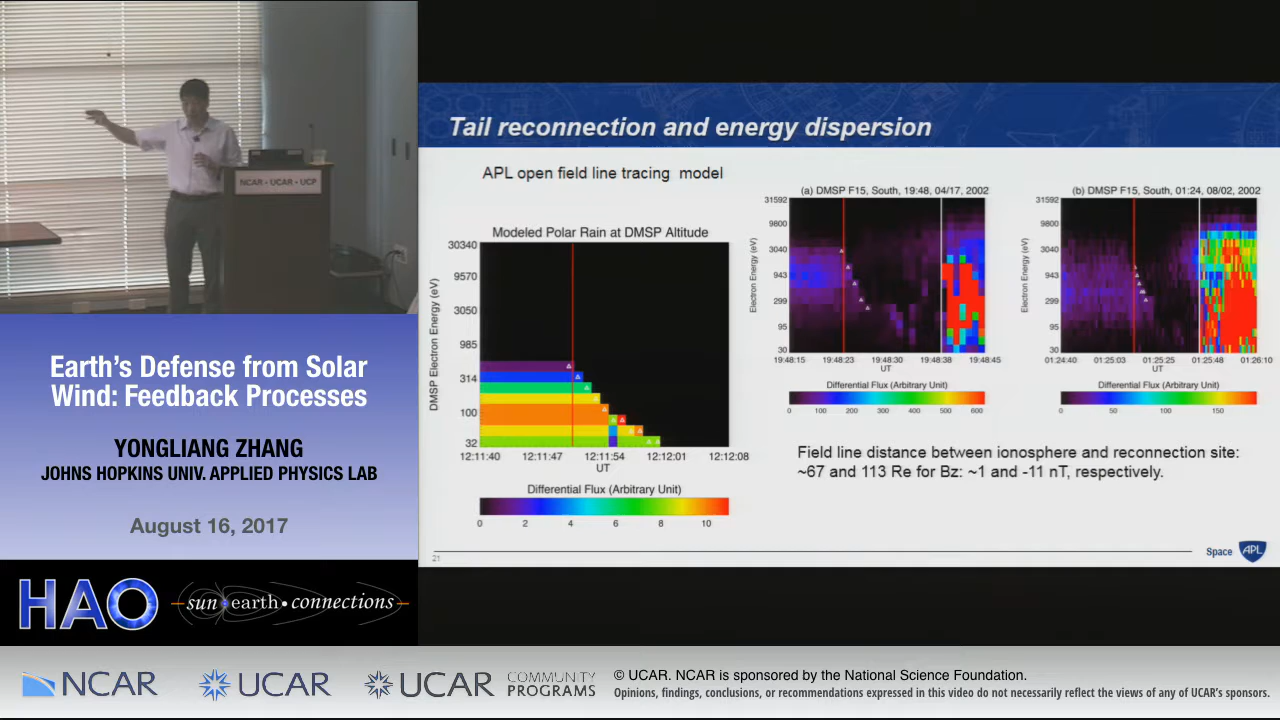 NCAR • UCAR • UCP
Earth's Defense from Solar
Wind: Feedback Processes
YONGLIANG ZHANG
JOHNS HOPKINS UNIV. APPLIED PHYSICS LAB
August 16, 2017
HAO
sun•earth•connections
Tail reconnection and energy dispersion
APL open field line tracing model
Modeled Polar Rain at DMSP Altitude
DMSP Electron Energy (eV)
30340
9570
3050
985
314
100
32
12:11:40 12:11:47 12:11:54 12:12:01 12:12:08
UT
Differential Flux (Arbitrary Unit)
0 2 4 6 8 10
(a) DMSP F15, South, 19:48, 04/17, 2002
Electron Energy (eV)
31592
9800
3040
943
299
95
30
19:48:15 19:48:23 19:48:30 19:48:38 19:48:45
UT
Differential Flux (Arbitrary Unit)
0 100 200 300 400 500 600
(b) DMSP F15, South, 01:24, 08/02, 2002
Electron Energy (eV)
31592
9800
3040
943
299
95
30
01:24:40 01:25:03 01:25:25 01:25:48 01:26:10
UT
Differential Flux (Arbitrary Unit)
0 50 100 150
Field line distance between ionosphere and reconnection site:
~67 and 113 Re for Bz: ~1 and -11 nT, respectively.
21
Space APL
NCAR
UCAR
UCAR COMMUNITY
PROGRAMS
© UCAR. NCAR is sponsored by the National Science Foundation.
Opinions, findings, conclusions, or recommendations expressed in this video do not necessarily reflect the views of any of UCAR's sponsors.